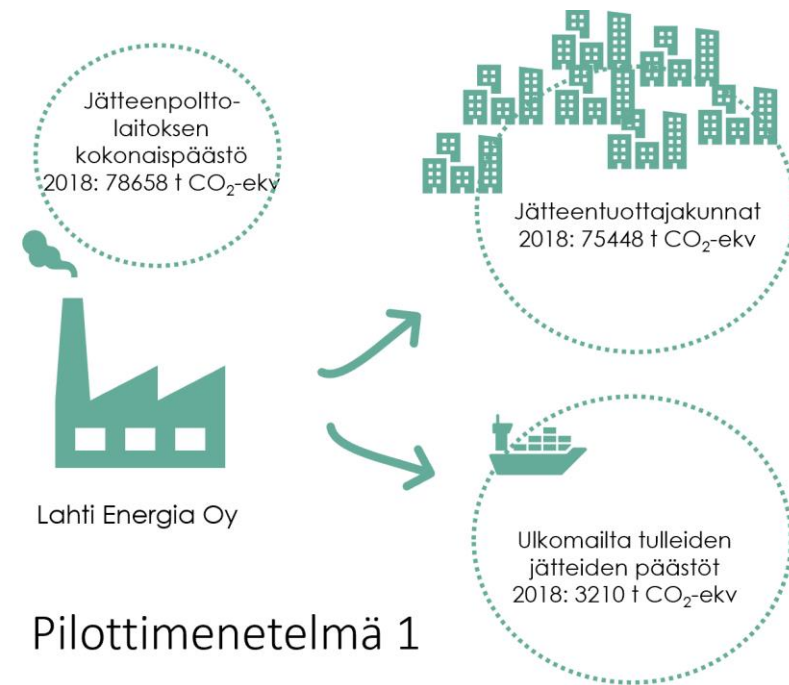 Jätteenpoltto-
laitoksen
kokonaispäästö
2018: 78658 t CO₂-ekv
Jätteentuottajakunnat
2018: 75448 t CO₂-ekv
Lahti Energia Oy
Ulkomailta tulleiden
jätteiden päästöt
2018: 3210 t CO₂-ekv
Pilottimenetelmä 1